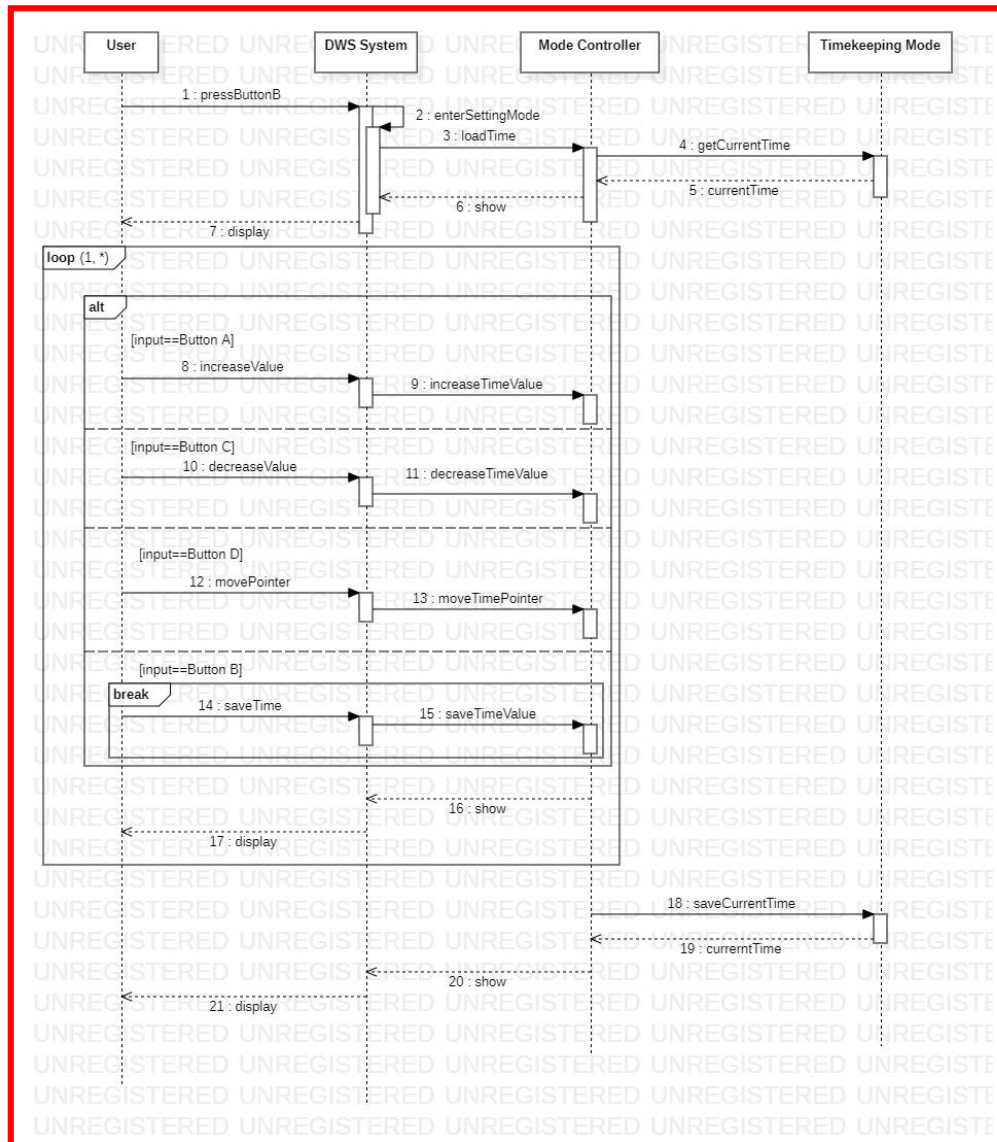 User
DWS System
Mode Controller
Timekeeping Mode
1 : pressButtonB
2 : enterSettingMode
3 : loadTime
4 : getCurrentTime
5 : currentTime
6 : show
7 : display
loop (1, *)
alt
[input==Button A]
8 : increaseValue
9 : increaseTimeValue
[input==Button C]
10 : decreaseValue
11 : decreaseTimeValue
[input==Button D]
12 : movePointer
13 : moveTimePointer
[input==Button B]
break
14 : saveTime
15 : saveTimeValue
16 : show
17 : display
18 : saveCurrentTime
19 : currerntTime
20 : show
21 : display